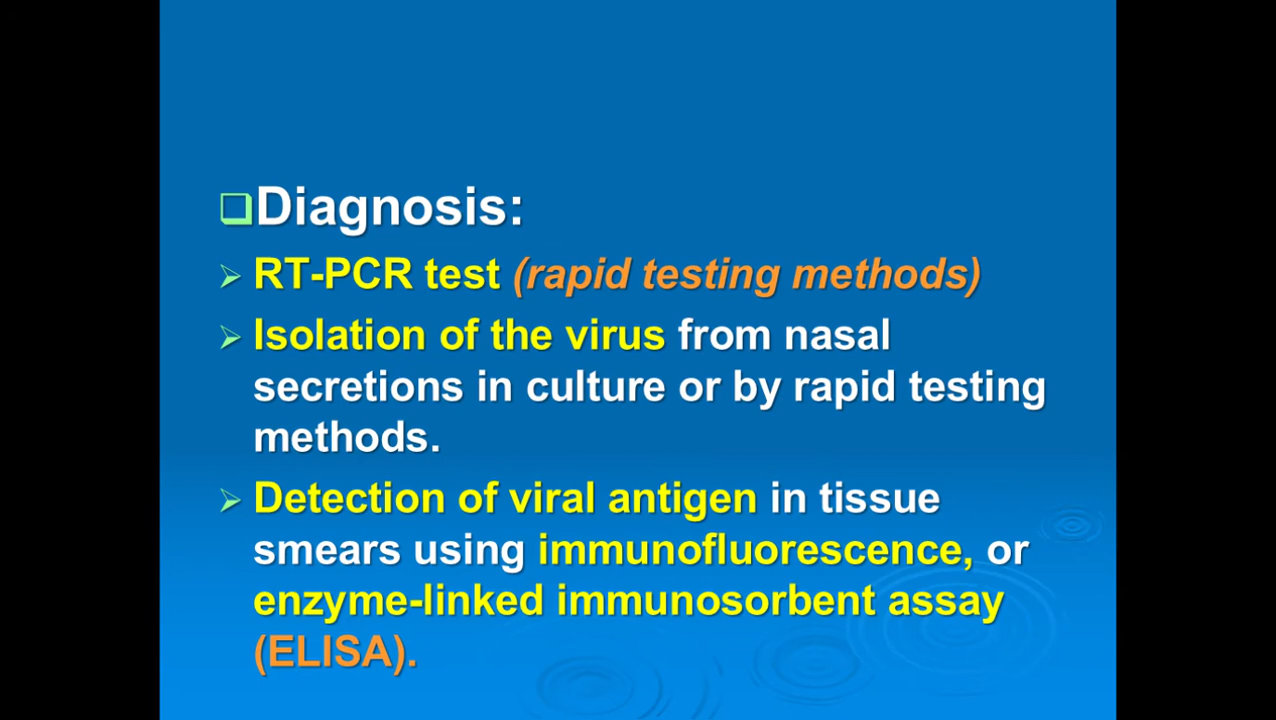 Diagnosis:
RT-PCR test (rapid testing methods)
Isolation of the virus from nasal
secretions in culture or by rapid testing
methods.
Detection of viral antigen in tissue
smears using immunofluorescence, or
enzyme-linked immunosorbent assay
(ELISA).